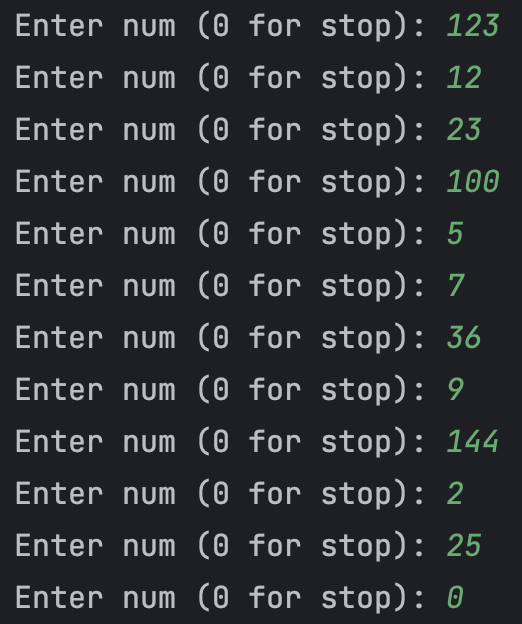 Enter num (0 for stop): 123
Enter num (0 for stop): 12
Enter num (0 for stop): 23
Enter num (0 for stop): 100
Enter num (0 for stop): 5
Enter num (0 for stop): 7
Enter num (0 for stop): 36
Enter num (0 for stop): 9
Enter num (0 for stop): 144
Enter num (0 for stop): 2
Enter num (0 for stop): 25
Enter num (0 for stop): 0